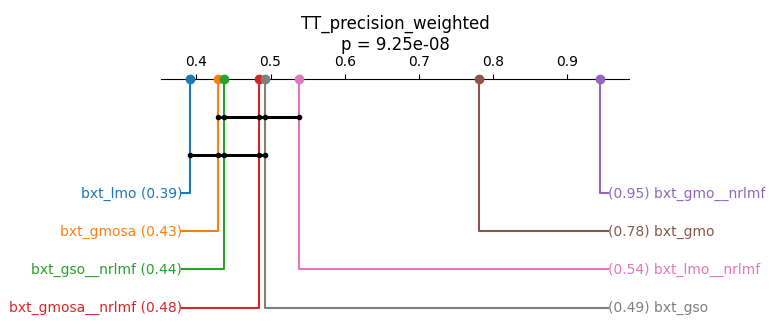 TT_precision_weighted
p = 9.25e-08
0.4 0.5 0.6 0.7 0.8 0.9
bxt_lmo (0.39) (0.95) bxt_gmo__nrlmf
bxt_gmosa (0.43) (0.78) bxt_gmo
bxt_gso__nrlmf (0.44) (0.54) bxt_lmo__nrlmf
bxt_gmosa__nrlmf (0.48) (0.49) bxt_gso